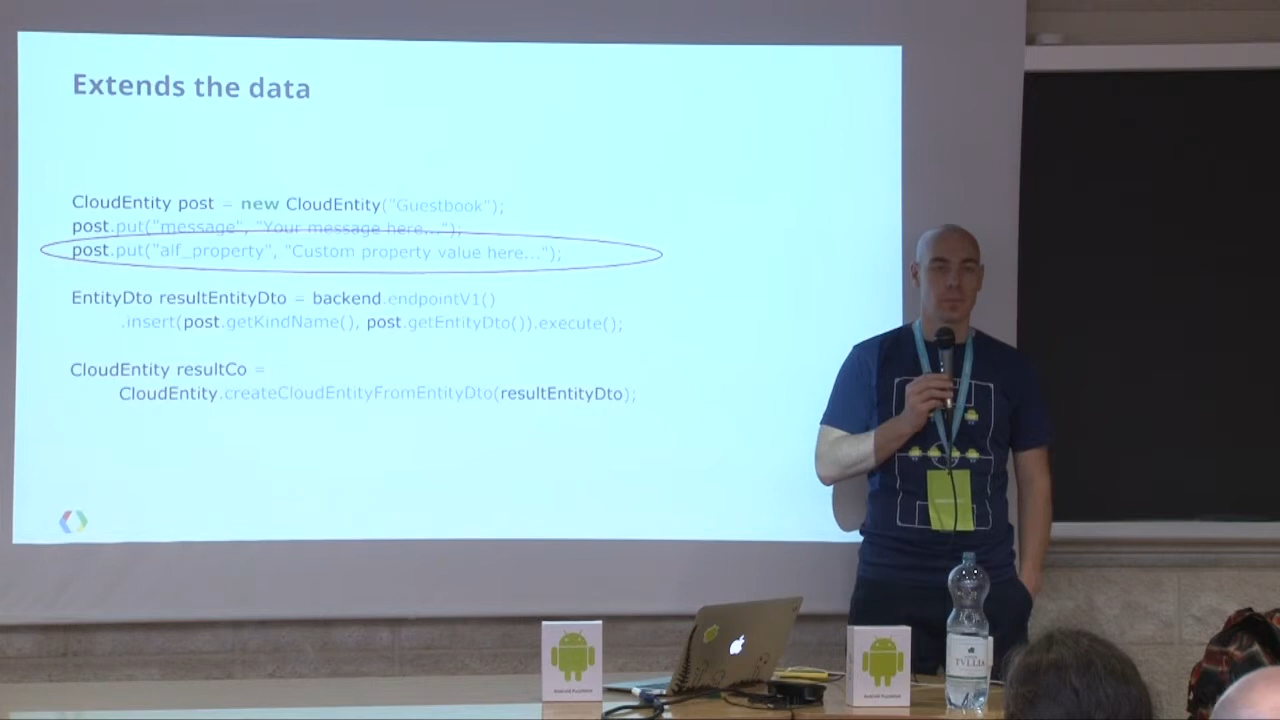 Extends the data
CloudEntity post = new CloudEntity("Guestbook");
post.put("message", "Your message here...");
post.put("alf_property", "Custom property value here...");
EntityDto resultEntityDto = backend.endpointV1()
.insert(post.getKindName(), post.getEntityDto()).execute();
CloudEntity resultCo =
CloudEntity.createCloudEntityFromEntityDto(resultEntityDto);
TVLLIA